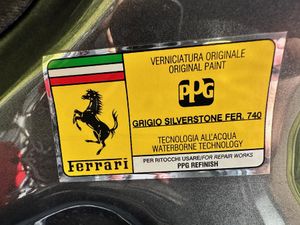 VERNICIATURA ORIGINALE
ORIGINAL PAINT
PPG
GRIGIO SILVERSTONE FER. 740
TECNOLOGIA ALL'ACQUA
WATERBORNE TECHNOLOGY
PER RITOCCHI USARE/FOR REPAIR WORKS
PPG REFINISH
Ferrari